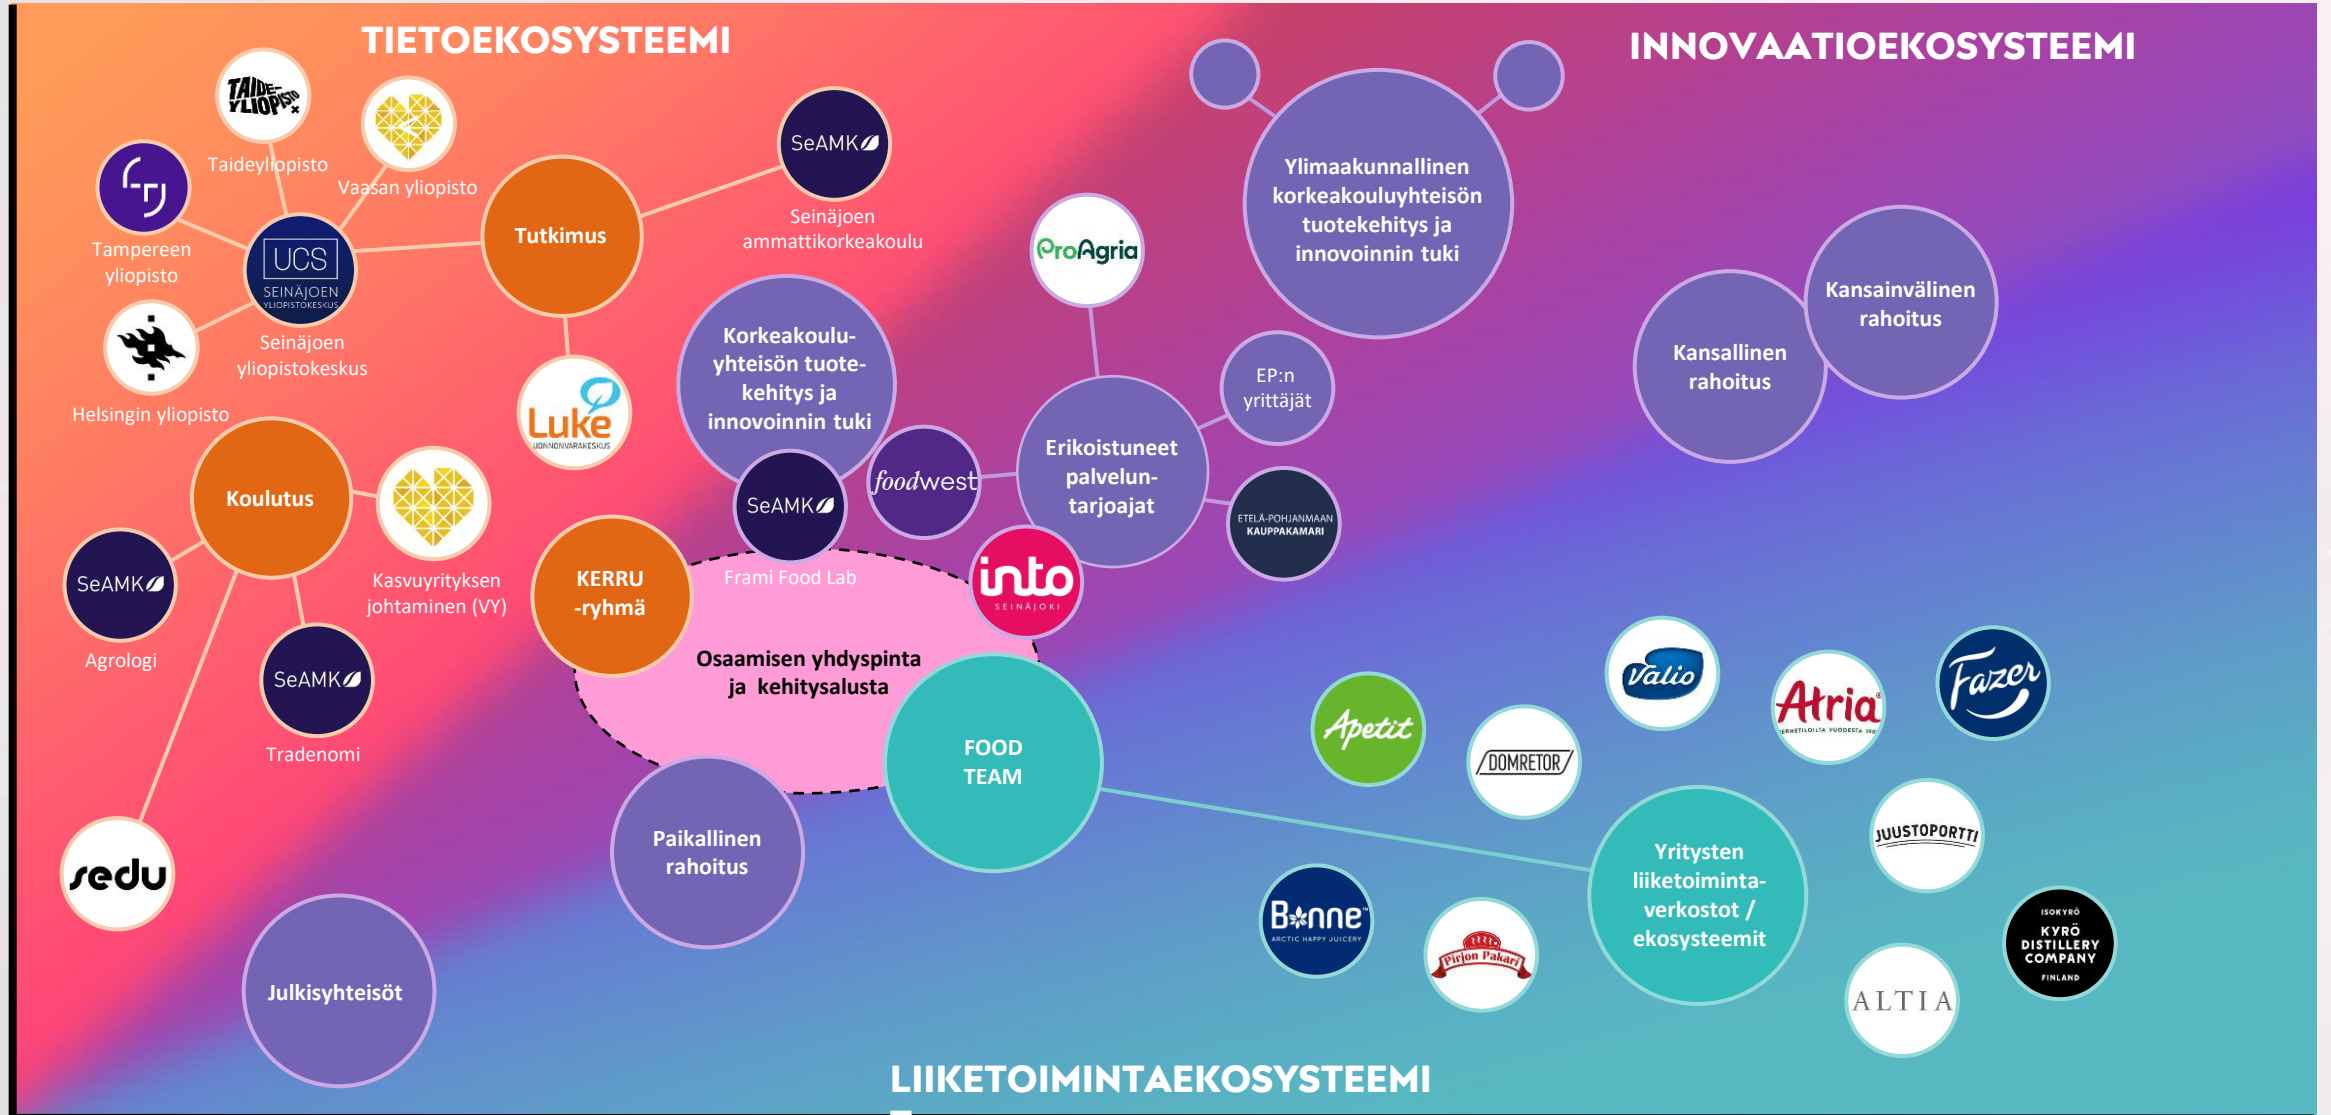 TIETOEKOSYSTEEMI
INNOVAATIOEKOSYSTEEMI
TAIDE-
YLIOPISTO
Taideyliopisto
Vaasan yliopisto
Tampereen
yliopisto
UCS
SEINÄJOEN
YLIOPISTOKESKUS
Seinäjoen
yliopistokeskus
Helsingin yliopisto
Tutkimus
SeAMK
Seinäjoen
ammattikorkeakoulu
Luke
LUONNONVARAKESKUS
Koulutus
Kasvuyrityksen
johtaminen (VY)
SeAMK
Agrologi
SeAMK
Tradenomi
sedu
Korkeakoulu-
yhteisön tuote-
kehitys ja
innovoinnin tuki
SeAMK
Frami Food Lab
foodwest
ProAgria
Erikoistuneet
palvelun-
tarjoajat
EP:n
yrittäjät
ETELÄ-POHJANMAAN
KAUPPAKAMARI
into
SEINÄJOKI
Ylimaakunnallinen
korkeakouluyhteisön
tuotekehitys ja
innovoinnin tuki
Kansallinen
rahoitus
Kansainvälinen
rahoitus
KERRU
-ryhmä
Osaamisen yhdyspinta
ja kehitysalusta
FOOD
TEAM
Paikallinen
rahoitus
Julkisyhteisöt
Apetit
DOMRETOR
Valio
Atria
Fazer
JUUSTOPORTTI
Yritysten
liiketoiminta-
verkostot /
ekosysteemit
Bonne
ARCTIC HAPPY JUICERY
Pirjon Pakari
ALTIA
ISOKYRÖ
KYRÖ
DISTILLERY
COMPANY
FINLAND
LIIKETOIMINTAEKOSYSTEEMI